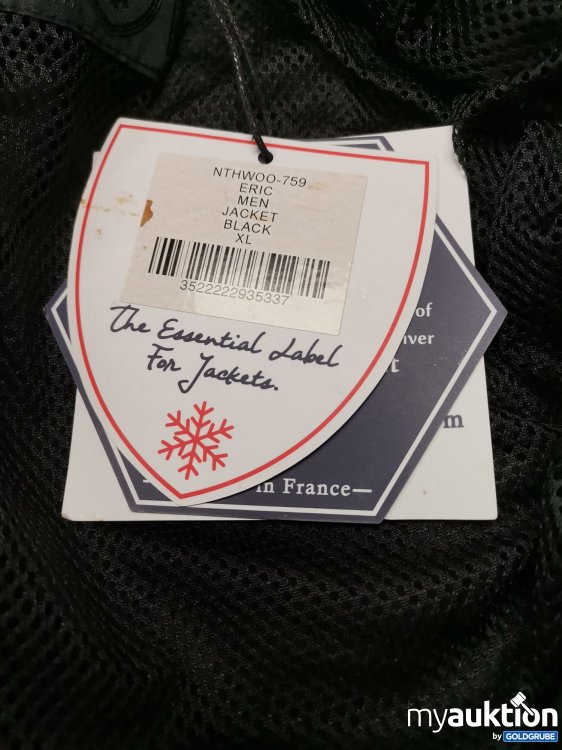 NTHWOO-759
ERIC
MEN
JACKET
BLACK
XL
3522222935337
The Essential Label
For Jackets.
of
m
in France—
myauktion
by GOLDGRUBE